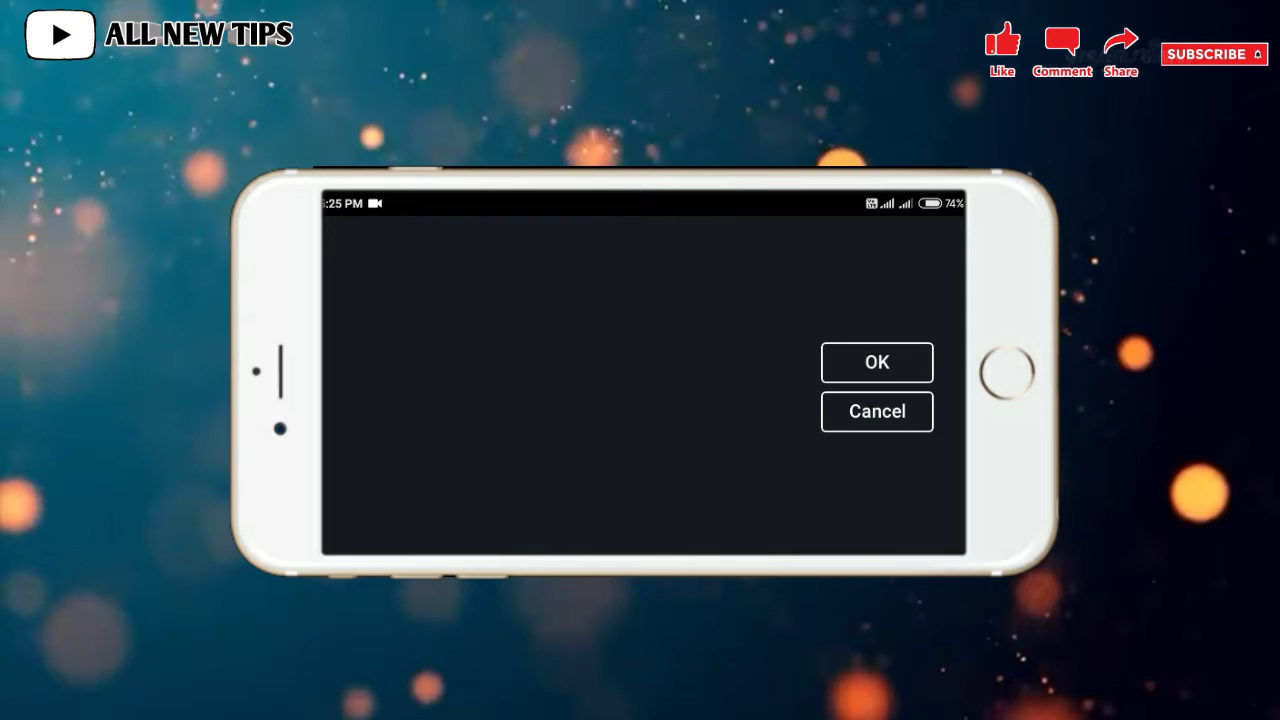 ALL NEW TIPS
Like
Comment
Share
SUBSCRIBE
:25 PM
74%
OK
Cancel